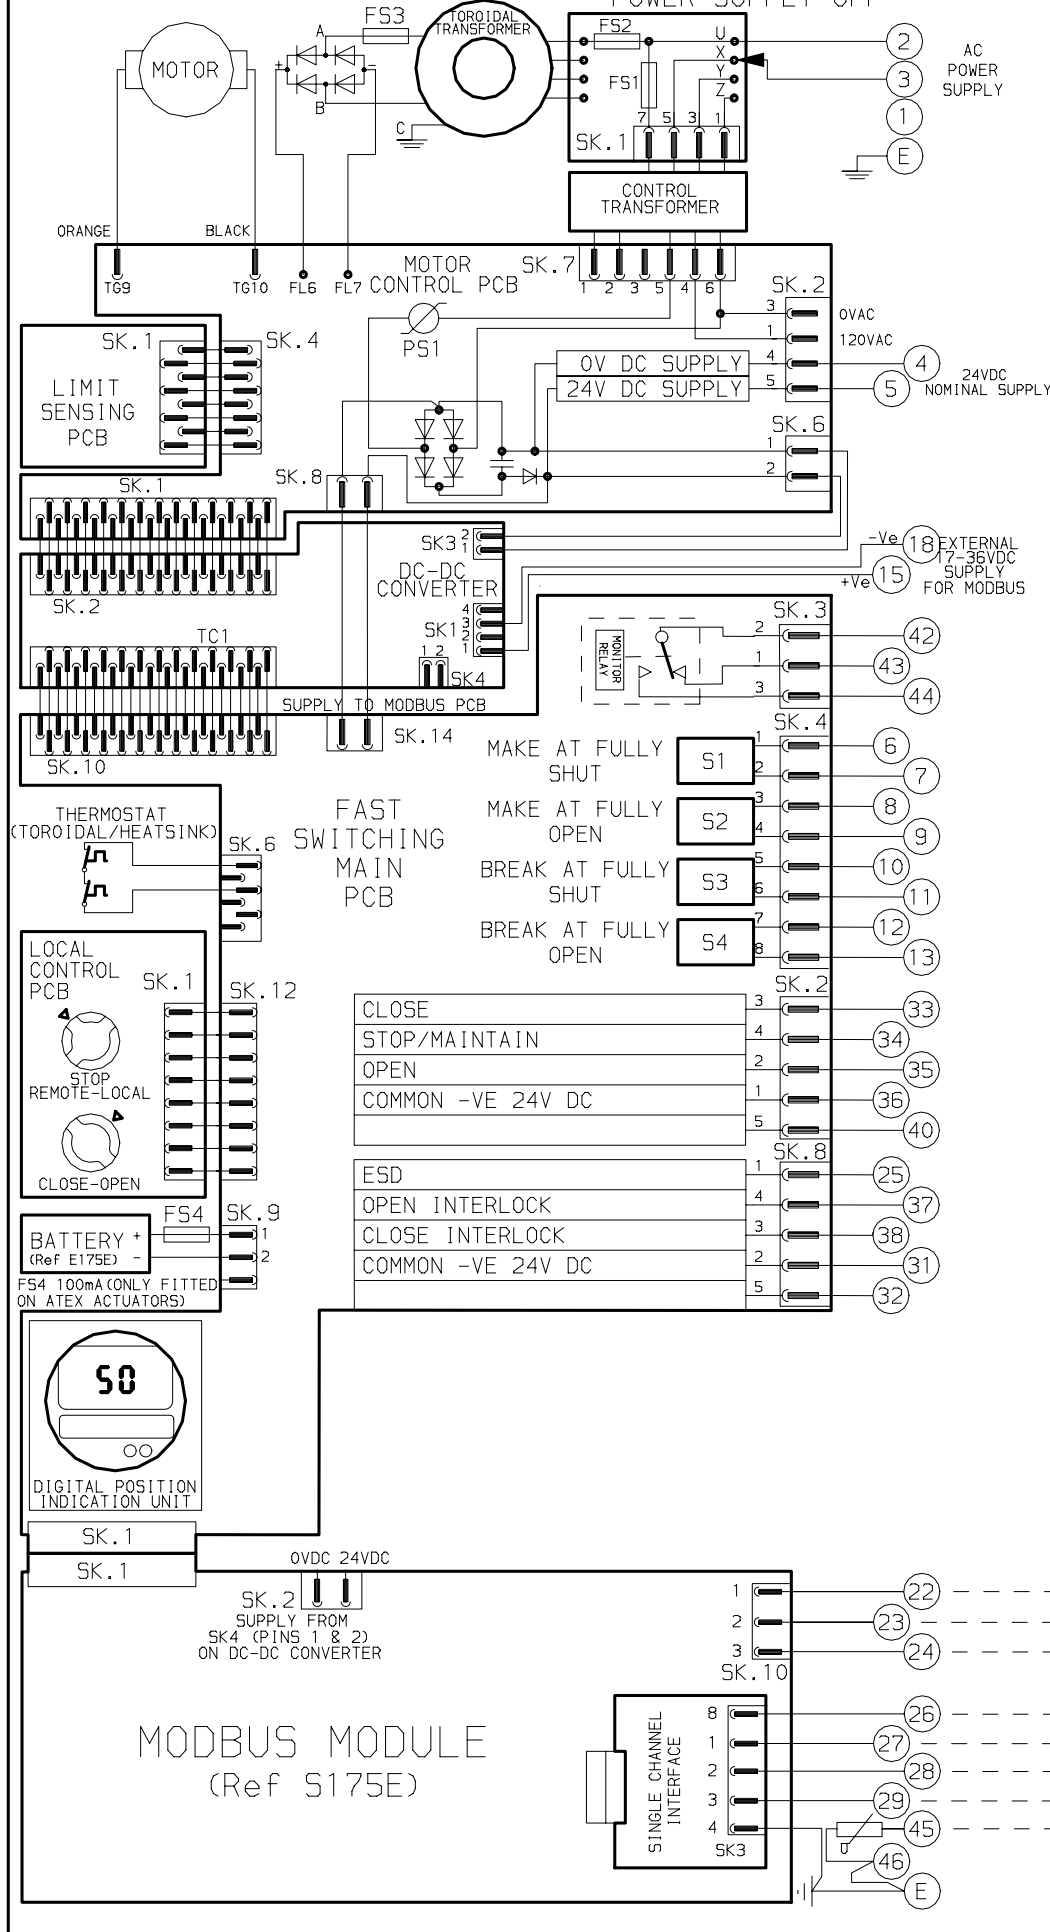 POWER SUPPLY OFF
FS3
TOROIDAL
TRANSFORMER
FS2
U
X
Y
Z
2
3
1
E
AC
POWER
SUPPLY
MOTOR
A
+
-
B
C
FS1
7 5 3 1
SK.1
CONTROL
TRANSFORMER
ORANGE
BLACK
TG9
TG10
FL6
FL7
MOTOR
CONTROL PCB
SK.7
1 2 3 5 4 6
SK.2
3
0VAC
1
120VAC
PS1
0V DC SUPPLY
4
4
24V DC SUPPLY
5
5
24VDC
NOMINAL SUPPLY
SK.1
SK.4
LIMIT
SENSING
PCB
SK.6
1
2
SK.8
SK.1
SK.2
SK3
2
1
DC-DC
CONVERTER
-Ve
18
+Ve
15
EXTERNAL
17-36VDC
SUPPLY
FOR MODBUS
SK1
4
3
2
1
1 2
SK4
TC1
SUPPLY TO MODBUS PCB
SK.10
SK.14
MONITOR
RELAY
SK.3
2
42
1
43
3
44
SK.4
MAKE AT FULLY
SHUT
S1
1
6
2
7
MAKE AT FULLY
OPEN
S2
3
8
4
9
BREAK AT FULLY
SHUT
S3
5
10
6
11
BREAK AT FULLY
OPEN
S4
7
12
8
13
THERMOSTAT
(TOROIDAL/HEATSINK)
SK.6
FAST
SWITCHING
MAIN
PCB
LOCAL
CONTROL
PCB
SK.1
SK.12
STOP
REMOTE-LOCAL
CLOSE-OPEN
SK.2
CLOSE
3
33
STOP/MAINTAIN
4
34
OPEN
2
35
COMMON -VE 24V DC
1
36
5
40
SK.8
ESD
1
25
OPEN INTERLOCK
4
37
CLOSE INTERLOCK
3
38
COMMON -VE 24V DC
2
31
5
32
BATTERY
(Ref E175E)
+
-
FS4
SK.9
1
2
FS4 100mA(ONLY FITTED
ON ATEX ACTUATORS)
50
DIGITAL POSITION
INDICATION UNIT
SK.1
SK.1
0VDC 24VDC
SK.2
SUPPLY FROM
SK4 (PINS 1 & 2)
ON DC-DC CONVERTER
1
22
2
23
3
24
SK.10
MODBUS MODULE
(Ref S175E)
SINGLE CHANNEL
INTERFACE
8
26
1
27
2
28
3
29
4
45
SK3
U
46
E